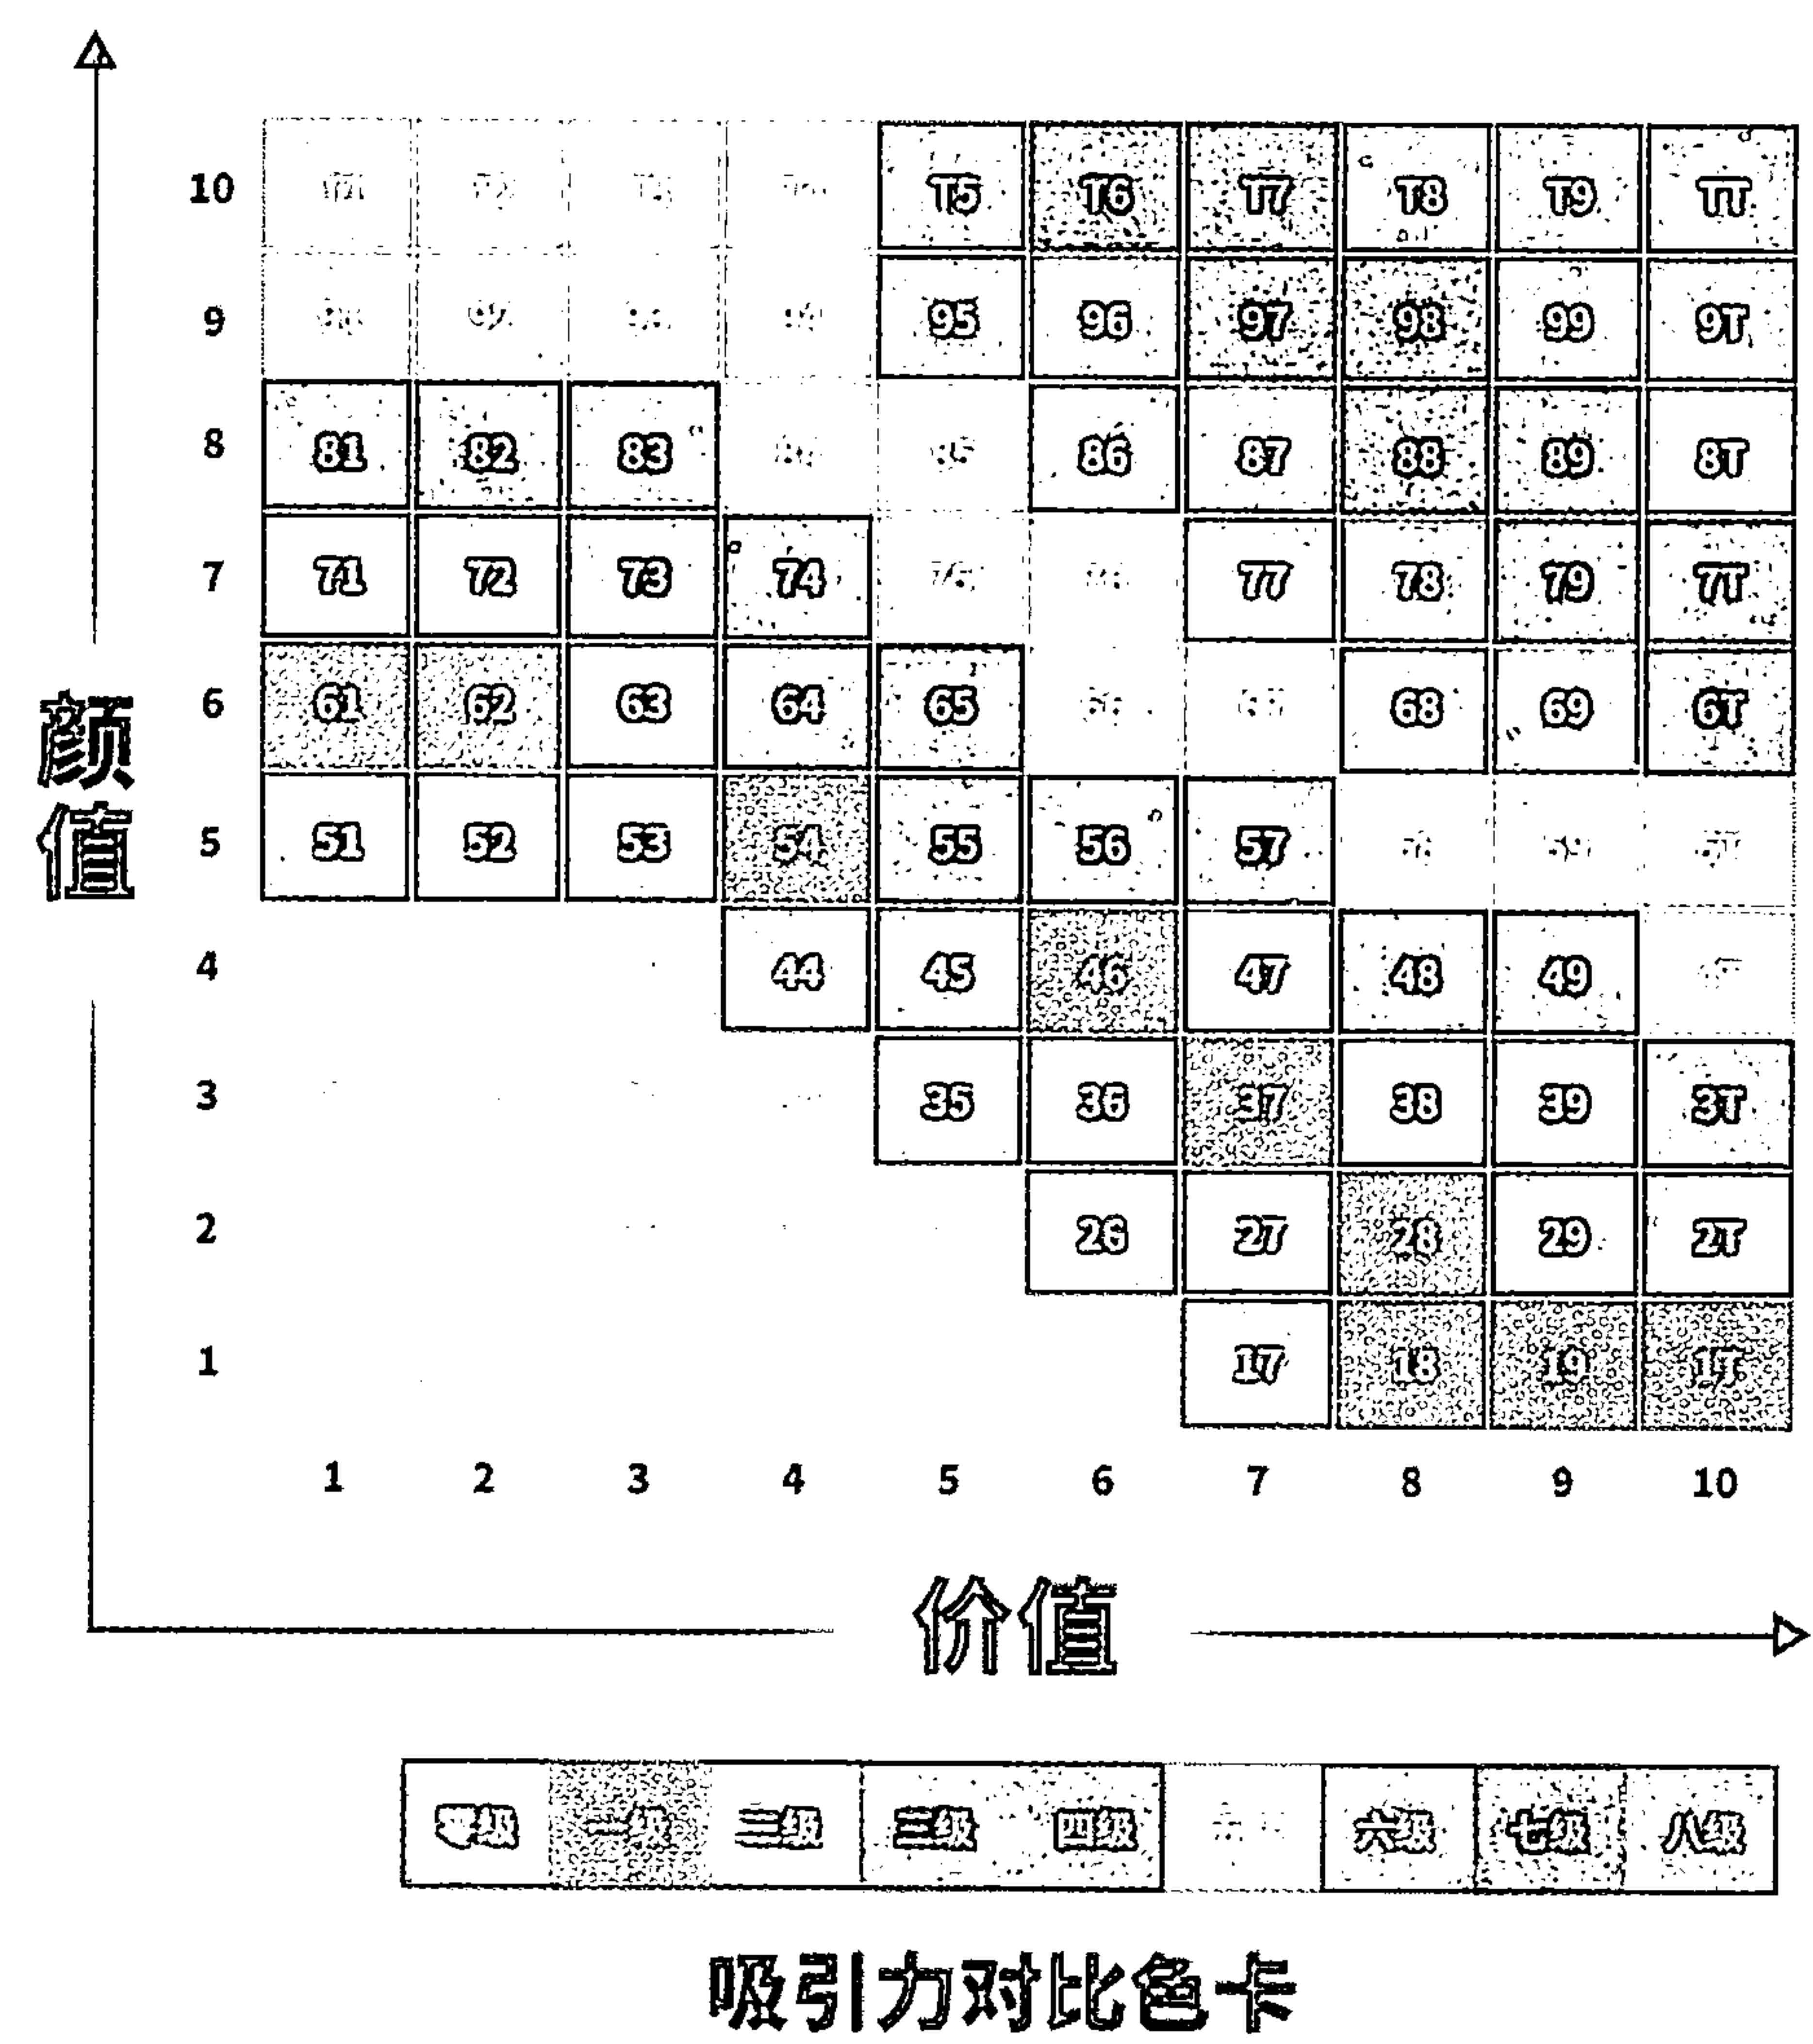 10 T5 T6 T7 T8 T9 TT
9 95 96 97 98 99 9T
8 81 82 83 86 87 88 89 8T
7 71 72 73 74 77 78 79 7T
6 61 62 63 64 65 68 69 6T
5 51 52 53 54 55 56 57
4 44 45 46 47 48 49
3 35 36 37 38 39 3T
2 26 27 28 29 2T
1 17 18 19 1T
1 2 3 4 5 6 7 8 9 10
颜值
价值
零级 一级 二级 三级 四级 六级 七级 八级
吸引力对比色卡